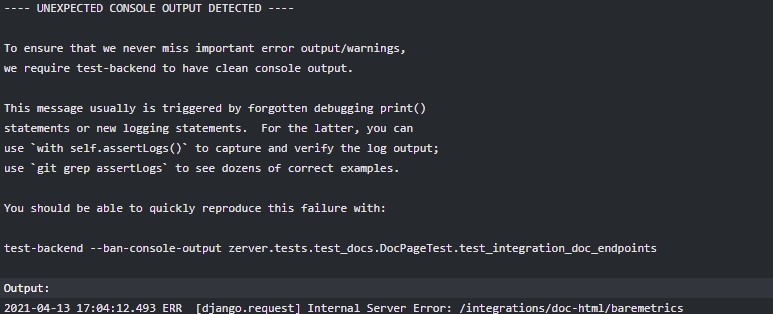 ---- UNEXPECTED CONSOLE OUTPUT DETECTED ----
To ensure that we never miss important error output/warnings,
we require test-backend to have clean console output.
This message usually is triggered by forgotten debugging print()
statements or new logging statements.  For the latter, you can
use `with self.assertLogs()` to capture and verify the log output;
use `git grep assertLogs` to see dozens of correct examples.
You should be able to quickly reproduce this failure with:
test-backend --ban-console-output zerver.tests.test_docs.DocPageTest.test_integration_doc_endpoints
Output:
2021-04-13 17:04:12.493 ERR  [django.request] Internal Server Error: /integrations/doc-html/baremetrics